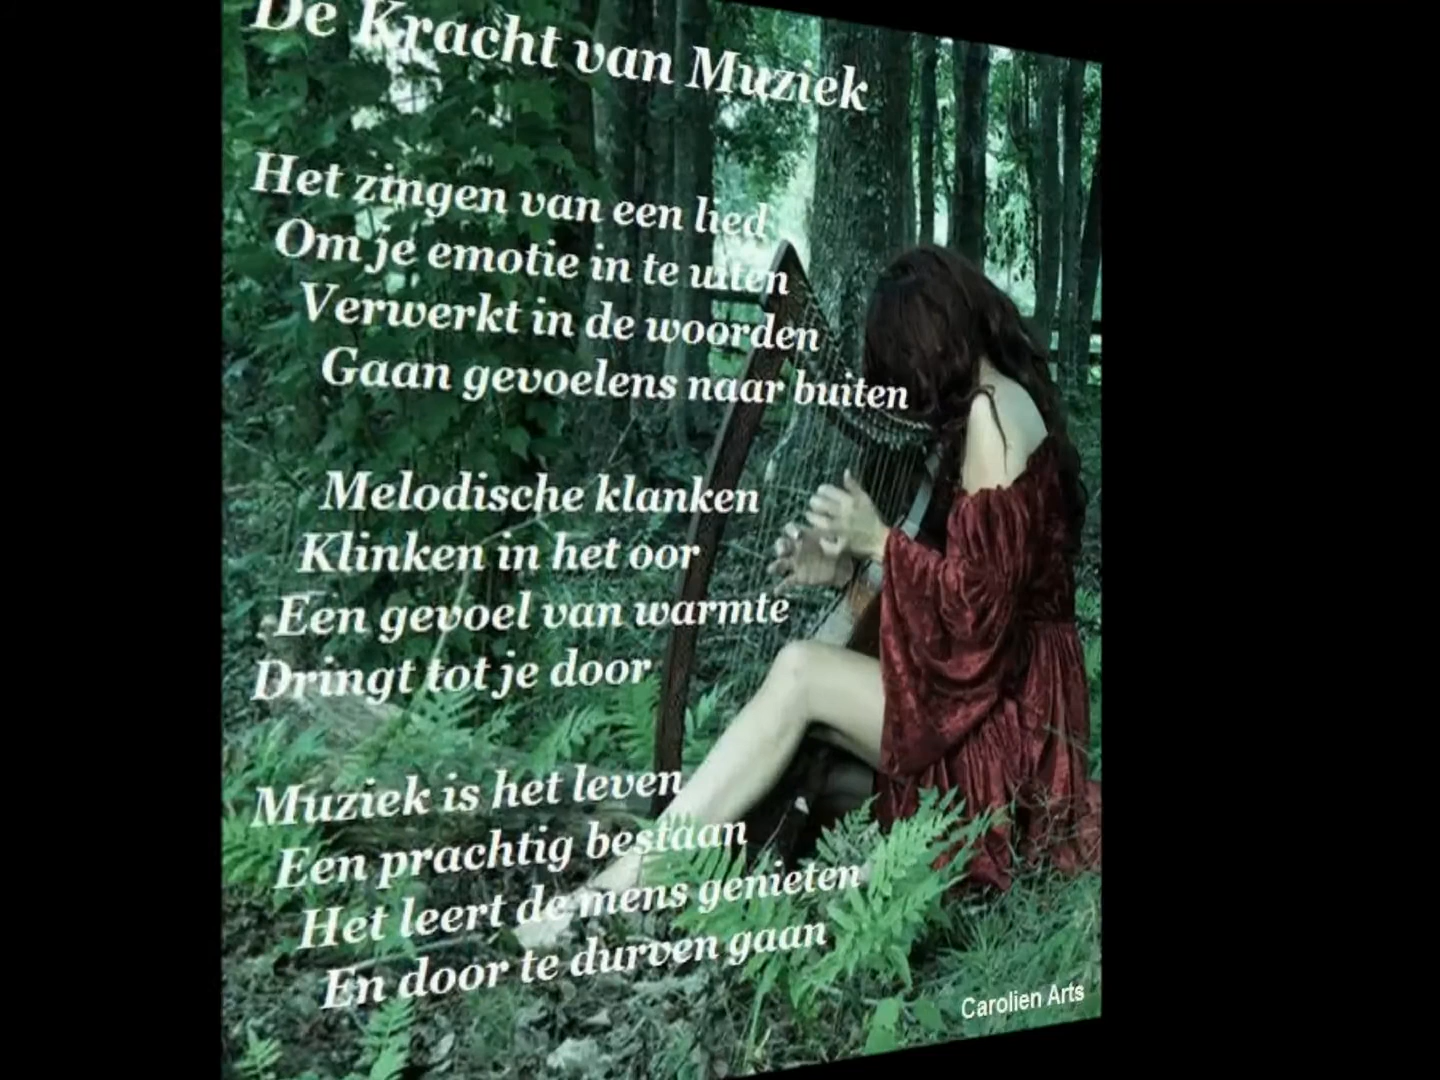 De Kracht van Muziek
Het zingen van een lied
Om je emotie in te uiten
Verwerkt in de woorden
Gaan gevoelens naar buiten
Melodische klanken
Klinken in het oor
Een gevoel van warmte
Dringt tot je door
Muziek is het leven
Een prachtig bestaan
Het leert de mens genieten
En door te durven gaan
Carolien Arts